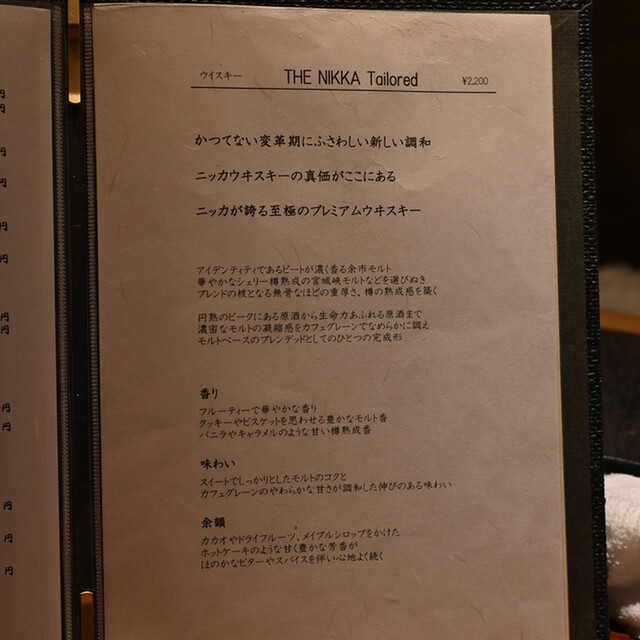 ウイスキー THE NIKKA Tailored ¥2,200
かつてない変革期にふさわしい新しい調和
ニッカウヰスキーの真価がここにある
ニッカが誇る至極のプレミアムウヰスキー
アイデンティティであるピートが濃く香る余市モルト
華やかなシェリー樽熟成の宮城峡モルトなどを選びぬき
ブレンドの核となる無骨なほどの重厚さ、樽の熟成感を築く
円熟のピークにある原酒から生命力あふれる原酒まで
濃密なモルトの凝縮感をカフェグレーンでなめらかに調え
モルトベースのブレンデッドとしてのひとつの完成形
香り
フルーティーで華やかな香り
クッキーやビスケットを思わせる豊かなモルト香
バニラやキャラメルのような甘い樽熟成香
味わい
スイートでしっかりとしたモルトのコクと
カフェグレーンのやわらかな甘さが調和した伸びのある味わい
余韻
カカオやドライフルーツ、メイプルシロップをかけた
ホットケーキのような甘く豊かな芳香が
ほのかなビターやスパイスを伴い心地よく続く
円
円
円
円
円
円
円
円
円
円
円
円
円